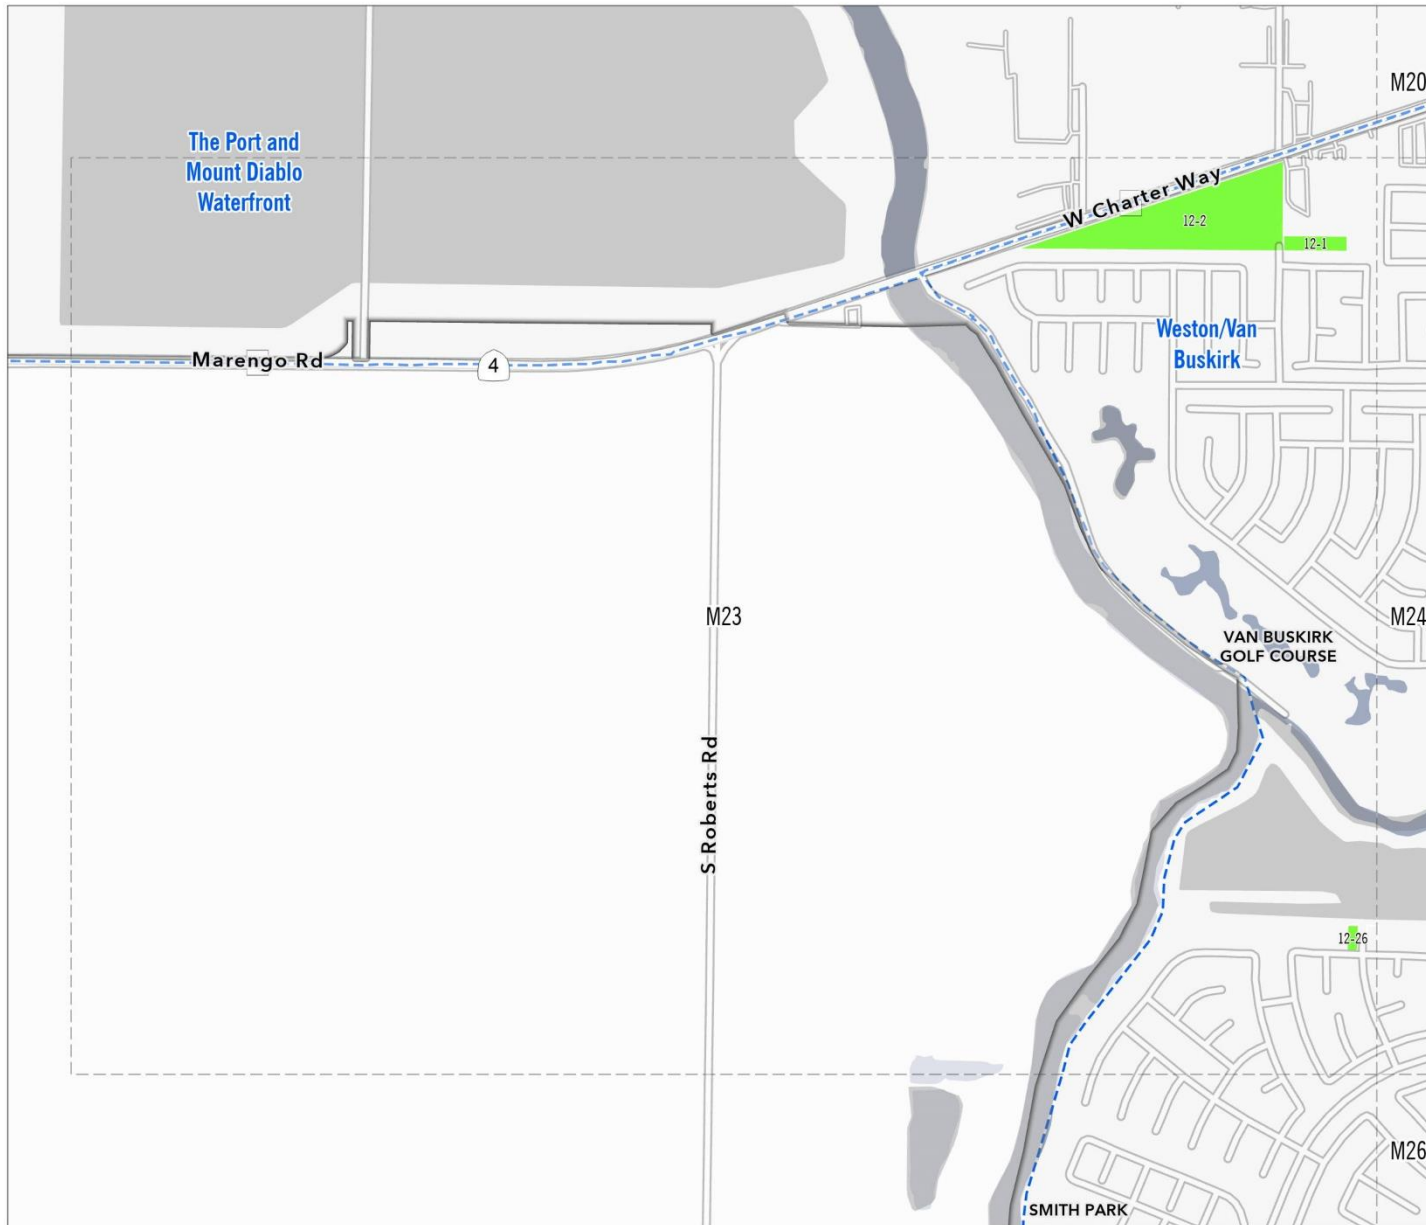 M20
The Port and
Mount Diablo
Waterfront
W Charter Way
12-2
12-1
Weston/Van
Buskirk
Marengo Rd
4
M23
M24
VAN BUSKIRK
GOLF COURSE
S Roberts Rd
12-26
M26
SMITH PARK